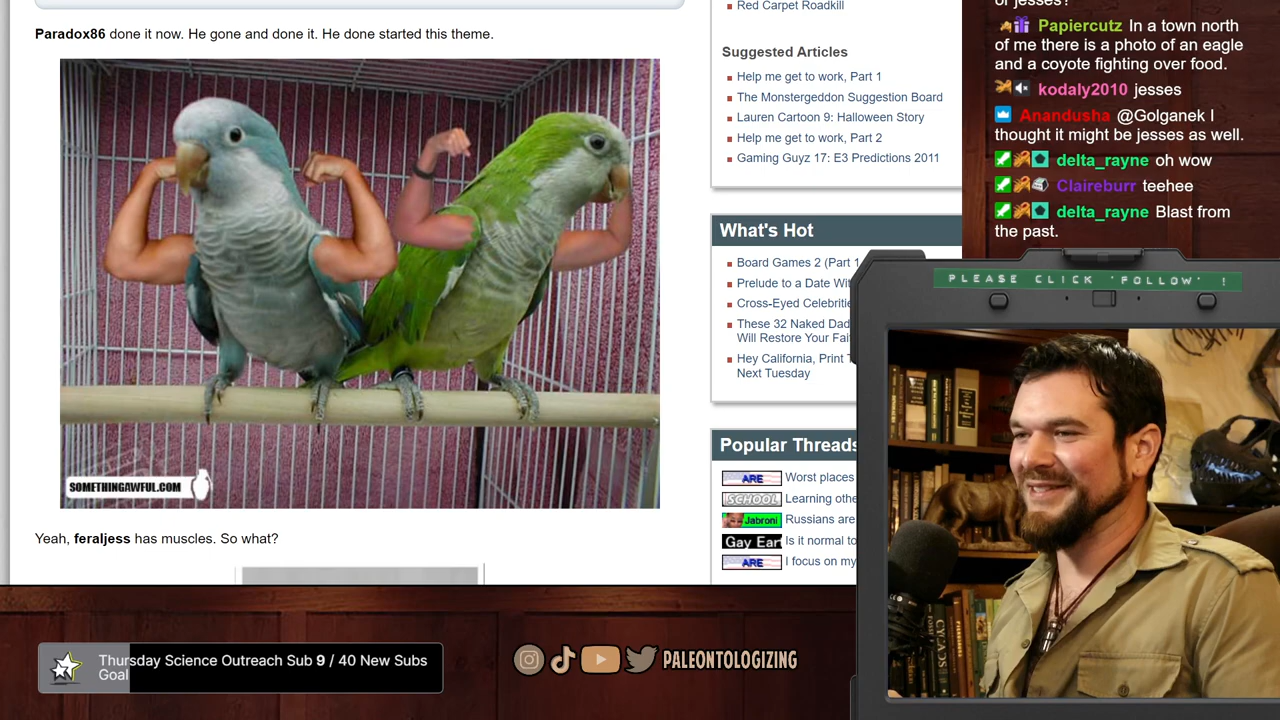 Paradox86 done it now. He gone and done it. He done started this theme.
SOMETHINGAWFUL.COM
Yeah, feraljess has muscles. So what?
Red Carpet Roadkill
Suggested Articles
Help me get to work, Part 1
The Monstergeddon Suggestion Board
Lauren Cartoon 9: Halloween Story
Help me get to work, Part 2
Gaming Guyz 17: E3 Predictions 2011
What's Hot
Board Games 2 (Part 1
Prelude to a Date Wit
Cross-Eyed Celebritie
These 32 Naked Dad
Will Restore Your Fai
Hey California, Print T
Next Tuesday
Popular Threads
ARE Worst places
SCHOOL Learning othe
Jabroni Russians are
Gay Eart Is it normal to
ARE I focus on my
or jesses?
Papiercutz In a town north
of me there is a photo of an eagle
and a coyote fighting over food.
kodaly2010 jesses
Anandusha @Golganek I
thought it might be jesses as well.
delta_rayne oh wow
Claireburr teehee
delta_rayne Blast from
the past.
PLEASE CLICK 'FOLLOW' !
Thursday Science Outreach Sub 9 / 40 New Subs
Goal
PALEONTOLOGIZING